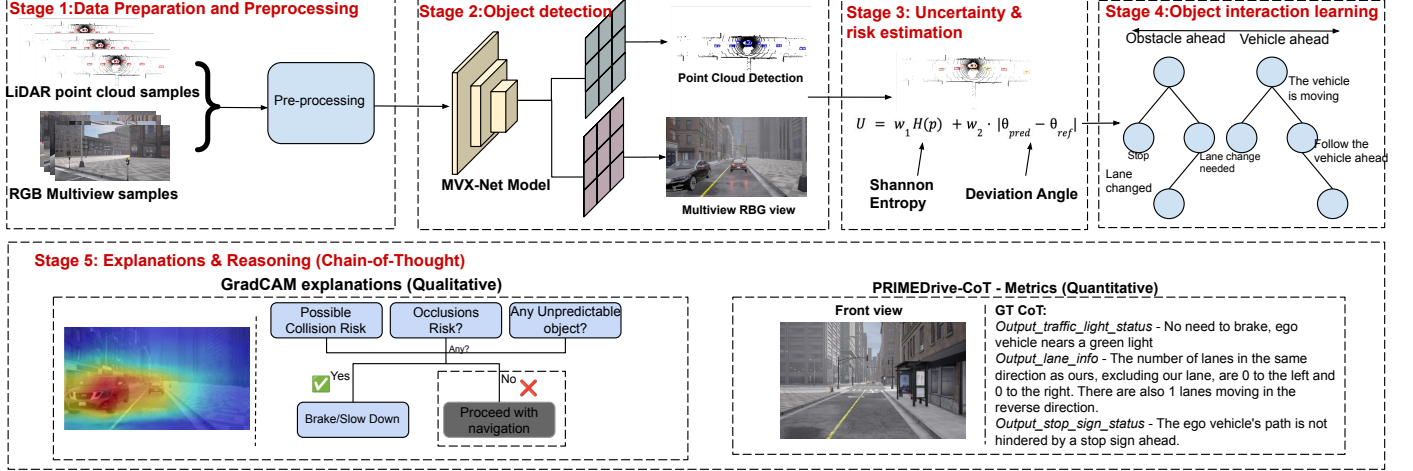 Stage 1:Data Preparation and Preprocessing
LiDAR point cloud samples
RGB Multiview samples
Pre-processing
Stage 2:Object detection
MVX-Net Model
Point Cloud Detection
Multiview RBG view
Stage 3: Uncertainty &
risk estimation
U = w_1 H(p) + w_2 · |θ_pred − θ_ref|
Shannon
Entropy
Deviation Angle
Stage 4:Object interaction learning
Obstacle ahead
Vehicle ahead
The vehicle
is moving
Stop
Lane change
needed
Follow the
vehicle ahead
Lane
changed
Stage 5: Explanations & Reasoning (Chain-of-Thought)
GradCAM explanations (Qualitative)
Possible
Collision Risk
Occlusions
Risk?
Any Unpredictable
object?
Any?
Yes
No
Brake/Slow Down
Proceed with
navigation
PRIMEDrive-CoT - Metrics (Quantitative)
Front view
GT CoT:
Output_traffic_light_status - No need to brake, ego
vehicle nears a green light
Output_lane_info - The number of lanes in the same
direction as ours, excluding our lane, are 0 to the left and
0 to the right. There are also 1 lanes moving in the
reverse direction.
Output_stop_sign_status - The ego vehicle's path is not
hindered by a stop sign ahead.